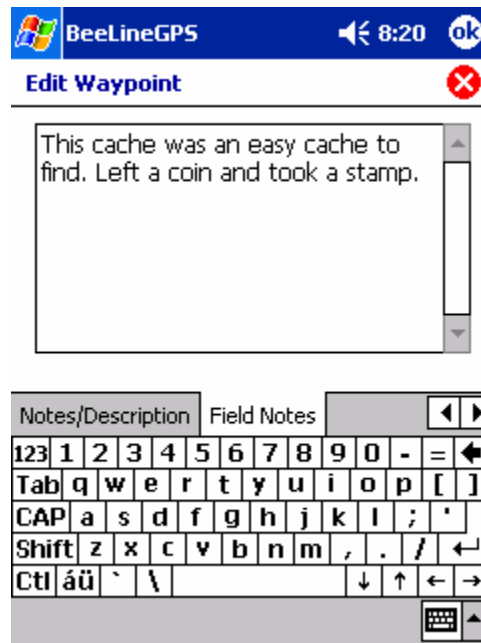 BeeLineGPS 8:20 ok
Edit Waypoint
This cache was an easy cache to
find. Left a coin and took a stamp.
Notes/Description Field Notes
123 1 2 3 4 5 6 7 8 9 0 - =
Tab q w e r t y u i o p [ ]
CAP a s d f g h j k l ; '
Shift z x c v b n m , . /
Ctl áü ` \